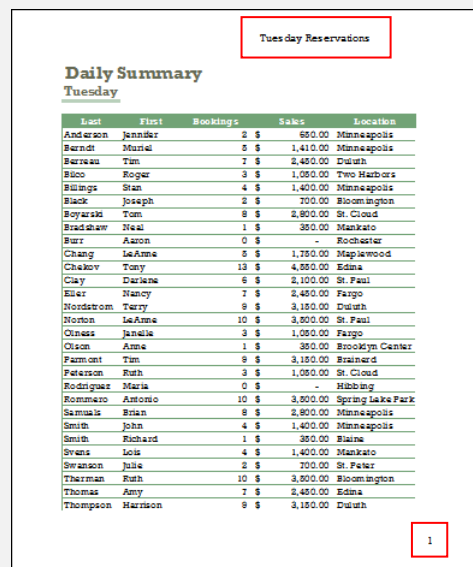 Tuesday Reservations
Daily Summary
Tuesday
Last First Bookings Sales Location
Anderson Jennifer 2 $ 650.00 Minneapolis
Berndt Muriel 5 $ 1,410.00 Minneapolis
Berreau Tim 7 $ 2,450.00 Duluth
Bilco Roger 3 $ 1,050.00 Two Harbors
Billings Stan 4 $ 1,400.00 Minneapolis
Black Joseph 2 $ 700.00 Bloomington
Boyarski Tom 8 $ 2,800.00 St. Cloud
Bradshaw Neal 1 $ 350.00 Mankato
Burr Aaron 0 $ - Rochester
Chang LeAnne 5 $ 1,750.00 Maplewood
Chekov Tony 13 $ 4,550.00 Edina
Clay Darlene 6 $ 2,100.00 St. Paul
Elier Nancy 7 $ 2,450.00 Fargo
Nordstrom Terry 9 $ 3,150.00 Duluth
Norton LeAnne 10 $ 3,500.00 St. Paul
Olness Janelle 3 $ 1,050.00 Fargo
Olson Anne 1 $ 350.00 Brooklyn Center
Parmont Tim 9 $ 3,150.00 Brainerd
Peterson Ruth 3 $ 1,050.00 St. Cloud
Rodriguez Maria 0 $ - Hibbing
Rommero Antonio 10 $ 3,500.00 Spring Lake Park
Samuals Brian 8 $ 2,800.00 Minneapolis
Smith John 4 $ 1,400.00 Minneapolis
Smith Richard 1 $ 350.00 Blaine
Svens Lois 4 $ 1,400.00 Mankato
Swanson Julie 2 $ 700.00 St. Peter
Therman Ruth 10 $ 3,500.00 Bloomington
Thomas Amy 7 $ 2,450.00 Edina
Thompson Harrison 9 $ 3,150.00 Duluth
1